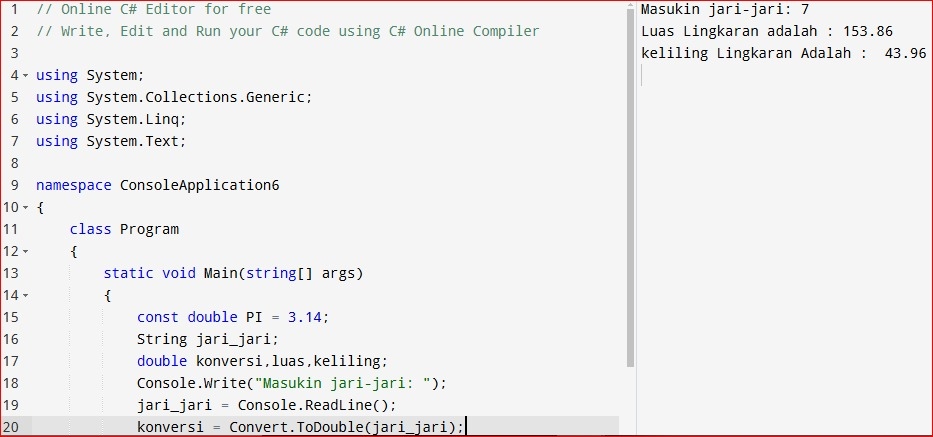 1 // Online C# Editor for free
2 // Write, Edit and Run your C# code using C# Online Compiler
3
4 using System;
5 using System.Collections.Generic;
6 using System.Linq;
7 using System.Text;
8
9 namespace ConsoleApplication6
10 {
11 class Program
12 {
13 static void Main(string[] args)
14 {
15 const double PI = 3.14;
16 String jari_jari;
17 double konversi,luas,keliling;
18 Console.Write("Masukin jari-jari: ");
19 jari_jari = Console.ReadLine();
20 konversi = Convert.ToDouble(jari_jari);
Masukin jari-jari: 7
Luas Lingkaran adalah : 153.86
keliling Lingkaran Adalah :  43.96